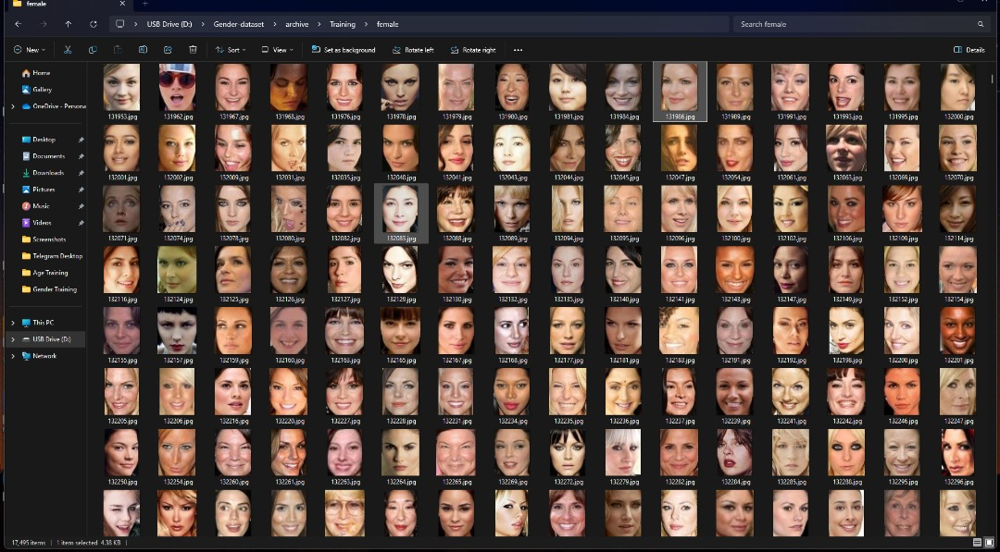 female
USB Drive (D:) > Gender-dataset > archive > Training > female
Search female
New
Sort
View
Set as background
Rotate left
Rotate right
Details
Home
Gallery
OneDrive - Persona
Desktop
Documents
Downloads
Pictures
Music
Videos
Screenshots
Telegram Desktop
Age Training
Gender Training
This PC
USB Drive (D:)
Network
131953.jpg 131962.jpg 131967.jpg 131968.jpg 131976.jpg 131978.jpg 131979.jpg 131980.jpg 131981.jpg 131984.jpg 131986.jpg 131989.jpg 131991.jpg 131993.jpg 131995.jpg 132000.jpg
132001.jpg 132002.jpg 132009.jpg 132031.jpg 132035.jpg 132040.jpg 132041.jpg 132043.jpg 132044.jpg 132045.jpg 132047.jpg 132054.jpg 132061.jpg 132063.jpg 132069.jpg 132070.jpg
132071.jpg 132074.jpg 132078.jpg 132080.jpg 132082.jpg 132083.jpg 132088.jpg 132089.jpg 132094.jpg 132095.jpg 132096.jpg 132100.jpg 132102.jpg 132106.jpg 132109.jpg 132114.jpg
132116.jpg 132124.jpg 132125.jpg 132126.jpg 132127.jpg 132129.jpg 132130.jpg 132132.jpg 132135.jpg 132140.jpg 132141.jpg 132143.jpg 132147.jpg 132149.jpg 132152.jpg 132154.jpg
132155.jpg 132157.jpg 132159.jpg 132160.jpg 132163.jpg 132165.jpg 132167.jpg 132168.jpg 132177.jpg 132181.jpg 132183.jpg 132191.jpg 132192.jpg 132198.jpg 132200.jpg 132201.jpg
132205.jpg 132206.jpg 132216.jpg 132220.jpg 132227.jpg 132228.jpg 132231.jpg 132234.jpg 132235.jpg 132236.jpg 132237.jpg 132239.jpg 132241.jpg 132242.jpg 132246.jpg 132247.jpg
132250.jpg 132254.jpg 132260.jpg 132261.jpg 132263.jpg 132264.jpg 132265.jpg 132269.jpg 132272.jpg 132279.jpg 132282.jpg 132284.jpg 132285.jpg 132288.jpg 132295.jpg 132296.jpg
17,495 items | 1 item selected 4.38 KB |